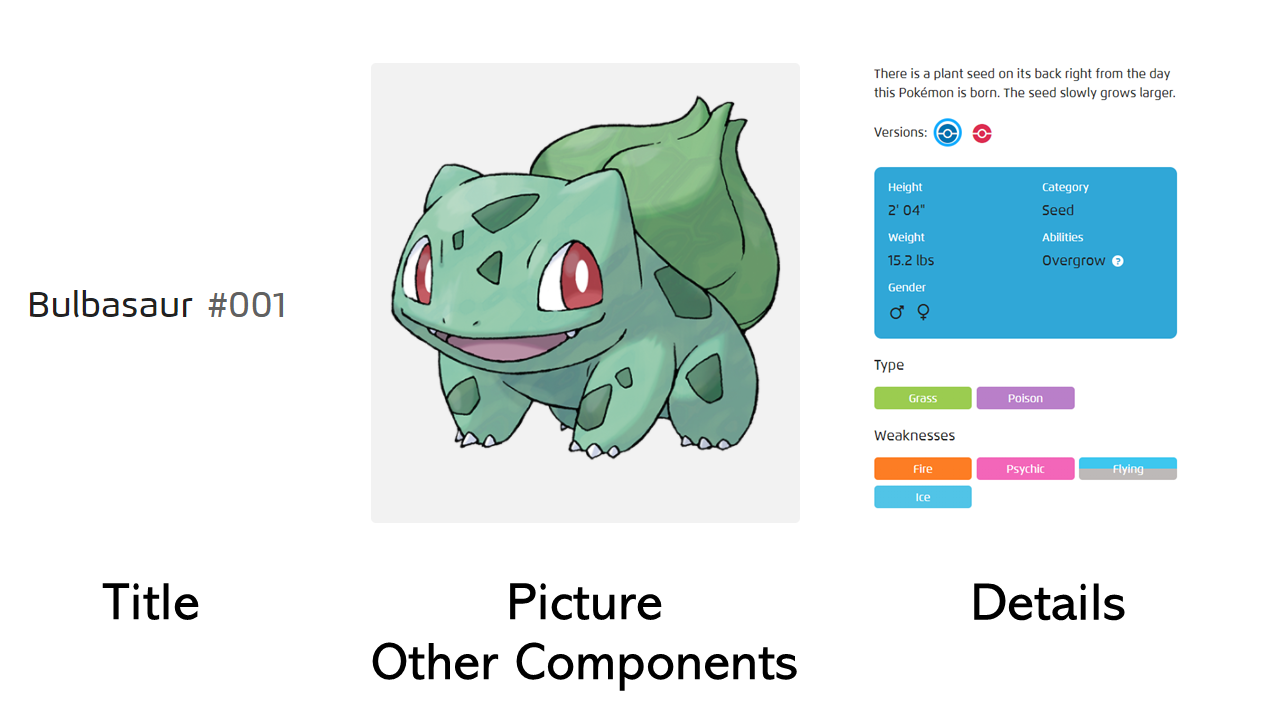 Bulbasaur #001
There is a plant seed on its back right from the day
this Pokémon is born. The seed slowly grows larger.
Versions:
Height
2' 04"
Weight
15.2 lbs
Gender
♂ ♀
Category
Seed
Abilities
Overgrow ?
Type
Grass Poison
Weaknesses
Fire Psychic Flying
Ice
Title
Picture
Other Components
Details